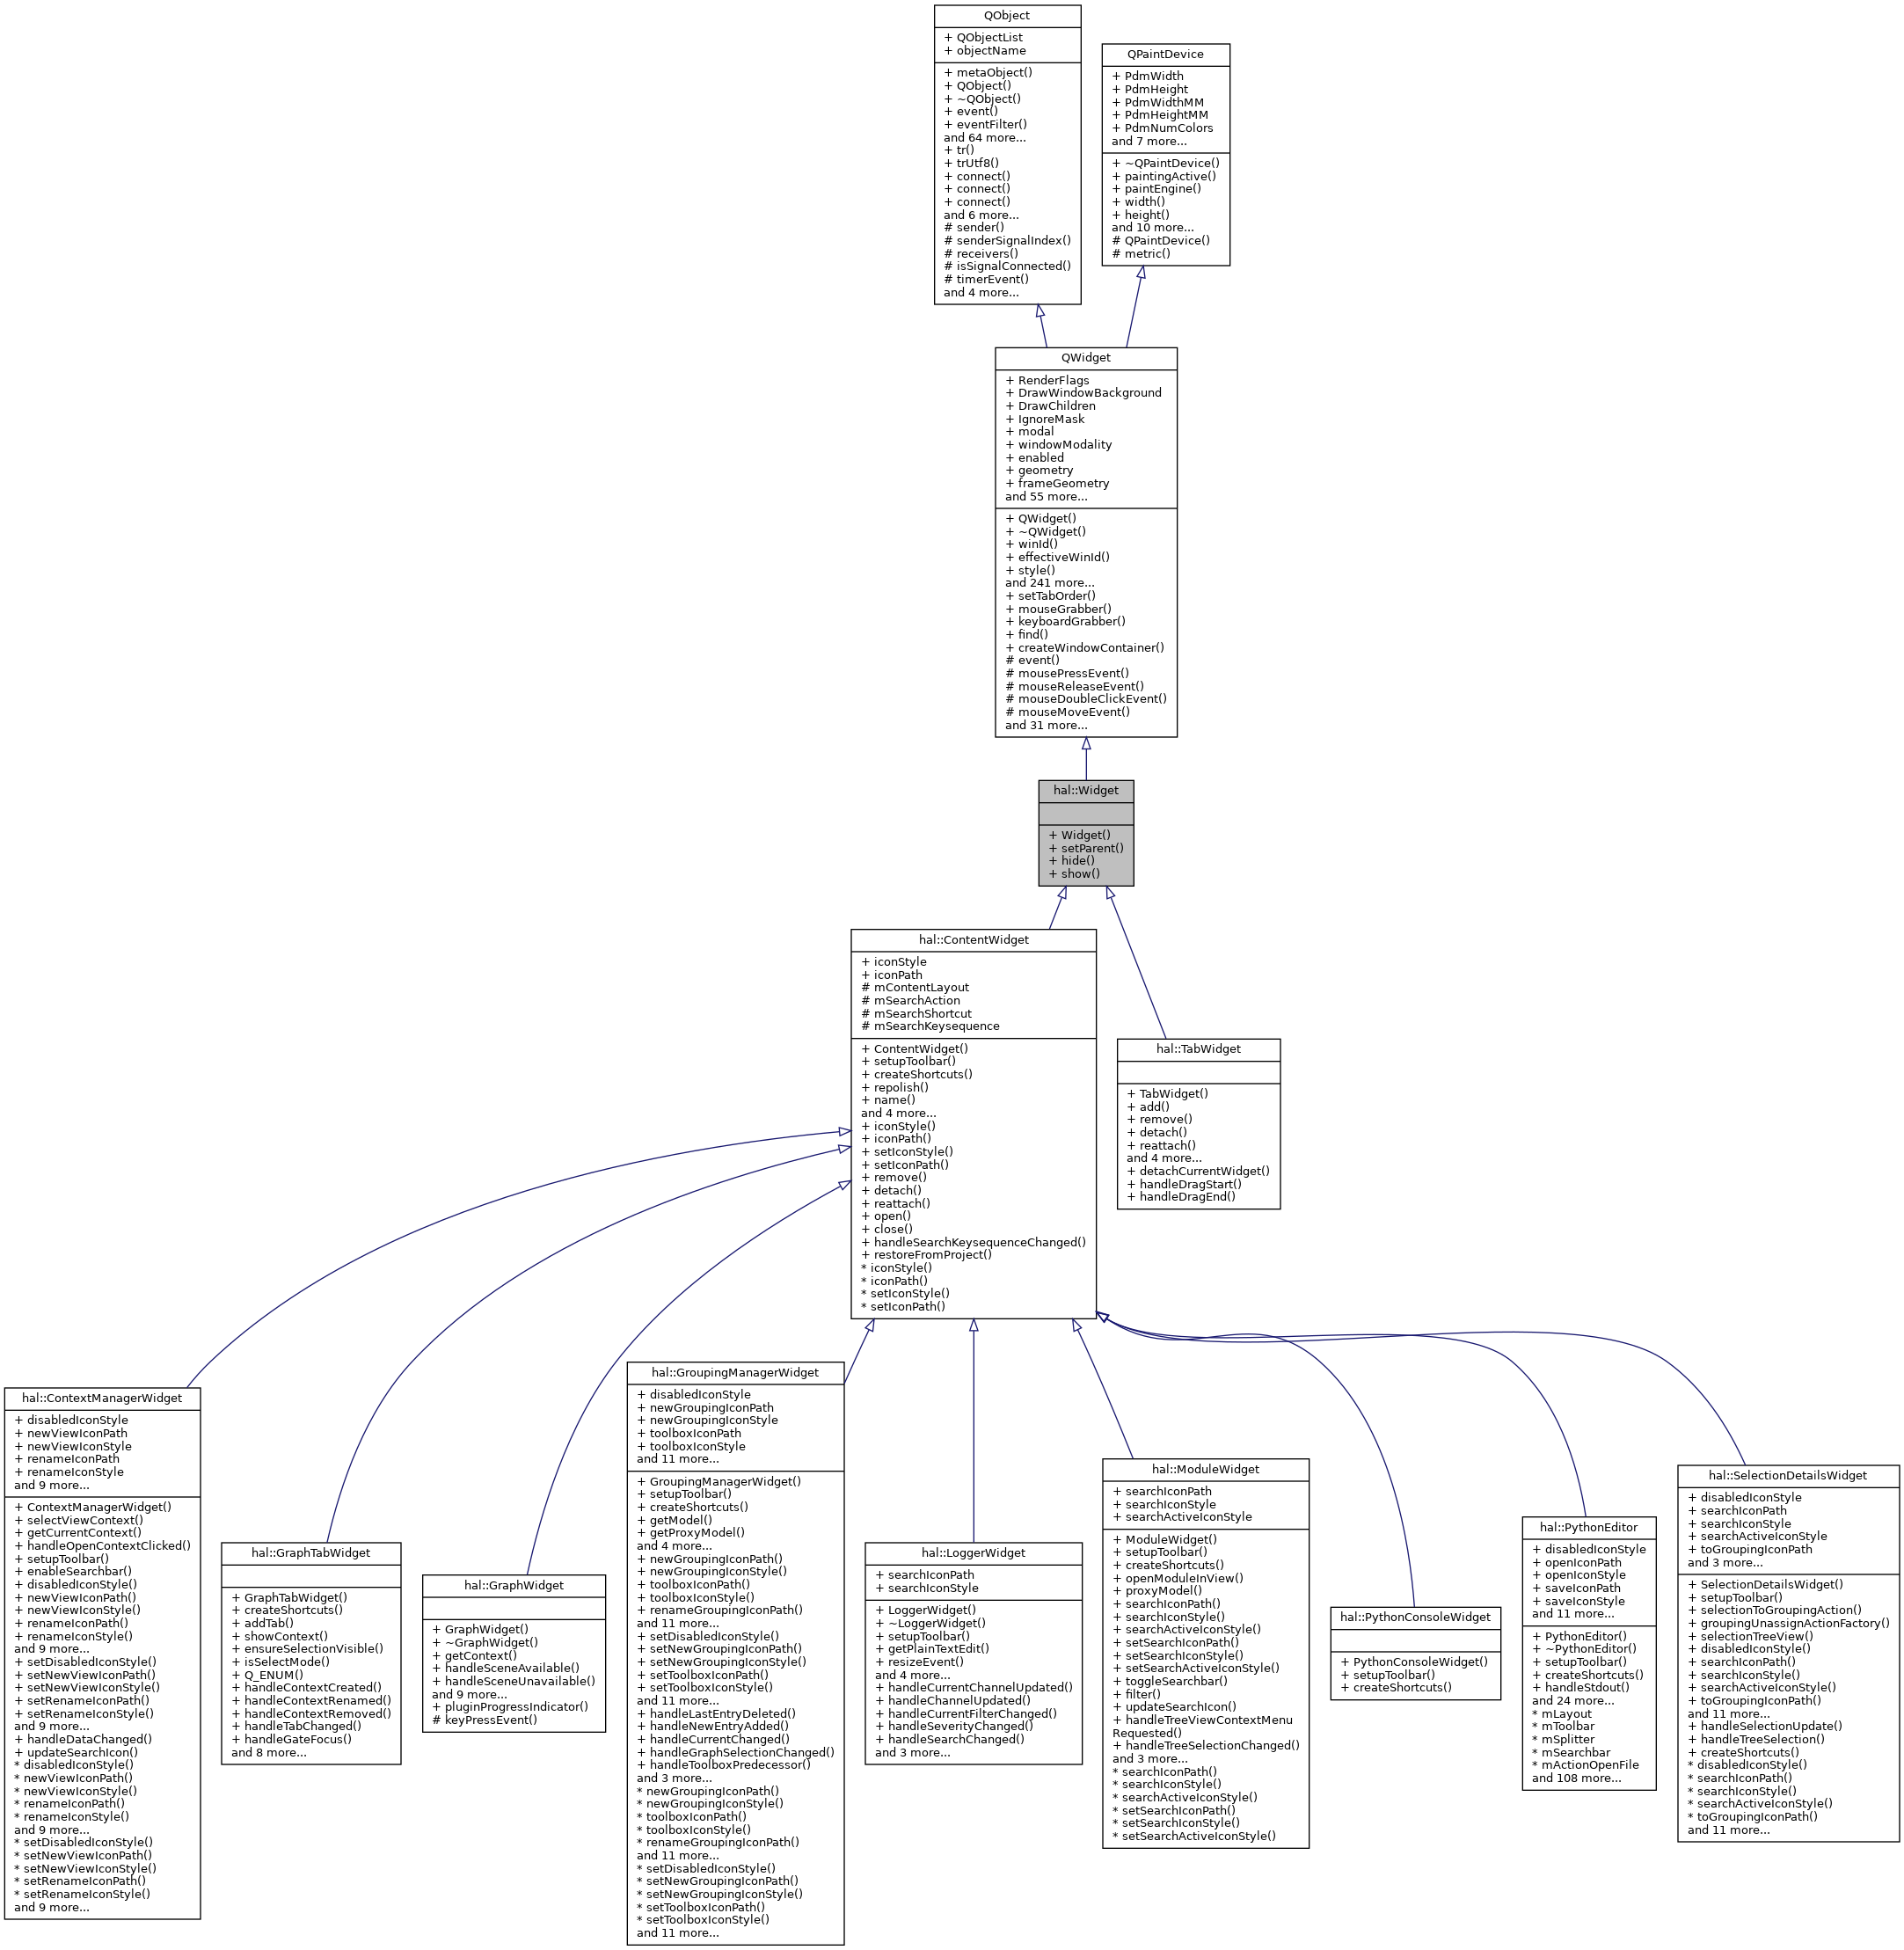 QObject
+ QObjectList
+ objectName
+ metaObject()
+ QObject()
+ ~QObject()
+ event()
+ eventFilter()
and 64 more...
+ tr()
+ trUtf8()
+ connect()
+ connect()
+ connect()
and 6 more...
# sender()
# senderSignalIndex()
# receivers()
# isSignalConnected()
# timerEvent()
and 4 more...
QPaintDevice
+ PdmWidth
+ PdmHeight
+ PdmWidthMM
+ PdmHeightMM
+ PdmNumColors
and 7 more...
+ ~QPaintDevice()
+ paintingActive()
+ paintEngine()
+ width()
+ height()
and 10 more...
# QPaintDevice()
# metric()
QWidget
+ RenderFlags
+ DrawWindowBackground
+ DrawChildren
+ IgnoreMask
+ modal
+ windowModality
+ enabled
+ geometry
+ frameGeometry
and 55 more...
+ QWidget()
+ ~QWidget()
+ winId()
+ effectiveWinId()
+ style()
and 241 more...
+ setTabOrder()
+ mouseGrabber()
+ keyboardGrabber()
+ find()
+ createWindowContainer()
# event()
# mousePressEvent()
# mouseReleaseEvent()
# mouseDoubleClickEvent()
# mouseMoveEvent()
and 31 more...
hal::Widget
+ Widget()
+ setParent()
+ hide()
+ show()
hal::ContentWidget
+ iconStyle
+ iconPath
# mContentLayout
# mSearchAction
# mSearchShortcut
# mSearchKeysequence
+ ContentWidget()
+ setupToolbar()
+ createShortcuts()
+ repolish()
+ name()
and 4 more...
+ iconStyle()
+ iconPath()
+ setIconStyle()
+ setIconPath()
+ remove()
+ detach()
+ reattach()
+ open()
+ close()
+ handleSearchKeysequenceChanged()
+ restoreFromProject()
* iconStyle()
* iconPath()
* setIconStyle()
* setIconPath()
hal::TabWidget
+ TabWidget()
+ add()
+ remove()
+ detach()
+ reattach()
and 4 more...
+ detachCurrentWidget()
+ handleDragStart()
+ handleDragEnd()
hal::ContextManagerWidget
+ disabledIconStyle
+ newViewIconPath
+ newViewIconStyle
+ renameIconPath
+ renameIconStyle
and 9 more...
+ ContextManagerWidget()
+ selectViewContext()
+ getCurrentContext()
+ handleOpenContextClicked()
+ setupToolbar()
+ enableSearchbar()
+ disabledIconStyle()
+ newViewIconPath()
+ newViewIconStyle()
+ renameIconPath()
+ renameIconStyle()
and 9 more...
+ setDisabledIconStyle()
+ setNewViewIconPath()
+ setNewViewIconStyle()
+ setRenameIconPath()
+ setRenameIconStyle()
and 9 more...
+ handleDataChanged()
+ updateSearchIcon()
* disabledIconStyle()
* newViewIconPath()
* newViewIconStyle()
* renameIconPath()
* renameIconStyle()
and 9 more...
* setDisabledIconStyle()
* setNewViewIconPath()
* setNewViewIconStyle()
* setRenameIconPath()
* setRenameIconStyle()
and 9 more...
hal::GraphTabWidget
+ GraphTabWidget()
+ createShortcuts()
+ addTab()
+ showContext()
+ ensureSelectionVisible()
+ isSelectMode()
+ Q_ENUM()
+ handleContextCreated()
+ handleContextRenamed()
+ handleContextRemoved()
+ handleTabChanged()
+ handleGateFocus()
and 8 more...
hal::GraphWidget
+ GraphWidget()
+ ~GraphWidget()
+ getContext()
+ handleSceneAvailable()
+ handleSceneUnavailable()
and 9 more...
+ pluginProgressIndicator()
# keyPressEvent()
hal::GroupingManagerWidget
+ disabledIconStyle
+ newGroupingIconPath
+ newGroupingIconStyle
+ toolboxIconPath
+ toolboxIconStyle
and 11 more...
+ GroupingManagerWidget()
+ setupToolbar()
+ createShortcuts()
+ getModel()
+ getProxyModel()
and 4 more...
+ newGroupingIconPath()
+ newGroupingIconStyle()
+ toolboxIconPath()
+ toolboxIconStyle()
+ renameGroupingIconPath()
and 11 more...
+ setDisabledIconStyle()
+ setNewGroupingIconPath()
+ setNewGroupingIconStyle()
+ setToolboxIconPath()
+ setToolboxIconStyle()
and 11 more...
+ handleLastEntryDeleted()
+ handleNewEntryAdded()
+ handleCurrentChanged()
+ handleGraphSelectionChanged()
+ handleToolboxPredecessor()
and 3 more...
* newGroupingIconPath()
* newGroupingIconStyle()
* toolboxIconPath()
* toolboxIconStyle()
* renameGroupingIconPath()
and 11 more...
* setDisabledIconStyle()
* setNewGroupingIconPath()
* setNewGroupingIconStyle()
* setToolboxIconPath()
* setToolboxIconStyle()
and 11 more...
hal::LoggerWidget
+ searchIconPath
+ searchIconStyle
+ LoggerWidget()
+ ~LoggerWidget()
+ setupToolbar()
+ getPlainTextEdit()
+ resizeEvent()
and 4 more...
+ handleCurrentChannelUpdated()
+ handleChannelUpdated()
+ handleCurrentFilterChanged()
+ handleSeverityChanged()
+ handleSearchChanged()
and 3 more...
hal::ModuleWidget
+ searchIconPath
+ searchIconStyle
+ searchActiveIconStyle
+ ModuleWidget()
+ setupToolbar()
+ createShortcuts()
+ openModuleInView()
+ proxyModel()
+ searchIconPath()
+ searchIconStyle()
+ searchActiveIconStyle()
+ setSearchIconPath()
+ setSearchIconStyle()
+ setSearchActiveIconStyle()
+ toggleSearchbar()
+ filter()
+ updateSearchIcon()
+ handleTreeViewContextMenu
Requested()
+ handleTreeSelectionChanged()
and 3 more...
* searchIconPath()
* searchIconStyle()
* searchActiveIconStyle()
* setSearchIconPath()
* setSearchIconStyle()
* setSearchActiveIconStyle()
hal::PythonConsoleWidget
+ PythonConsoleWidget()
+ setupToolbar()
+ createShortcuts()
hal::PythonEditor
+ disabledIconStyle
+ openIconPath
+ openIconStyle
+ saveIconPath
+ saveIconStyle
and 11 more...
+ PythonEditor()
+ ~PythonEditor()
+ setupToolbar()
+ createShortcuts()
+ handleStdout()
and 24 more...
* mLayout
* mToolbar
* mSplitter
* mSearchbar
* mActionOpenFile
and 108 more...
hal::SelectionDetailsWidget
+ disabledIconStyle
+ searchIconPath
+ searchIconStyle
+ searchActiveIconStyle
+ toGroupingIconPath
and 3 more...
+ SelectionDetailsWidget()
+ setupToolbar()
+ selectionToGroupingAction()
+ groupingUnassignActionFactory()
+ selectionTreeView()
+ disabledIconStyle()
+ searchIconPath()
+ searchIconStyle()
+ searchActiveIconStyle()
+ toGroupingIconPath()
and 11 more...
+ handleSelectionUpdate()
+ handleTreeSelection()
+ createShortcuts()
* disabledIconStyle()
* searchIconPath()
* searchIconStyle()
* searchActiveIconStyle()
* toGroupingIconPath()
and 11 more...